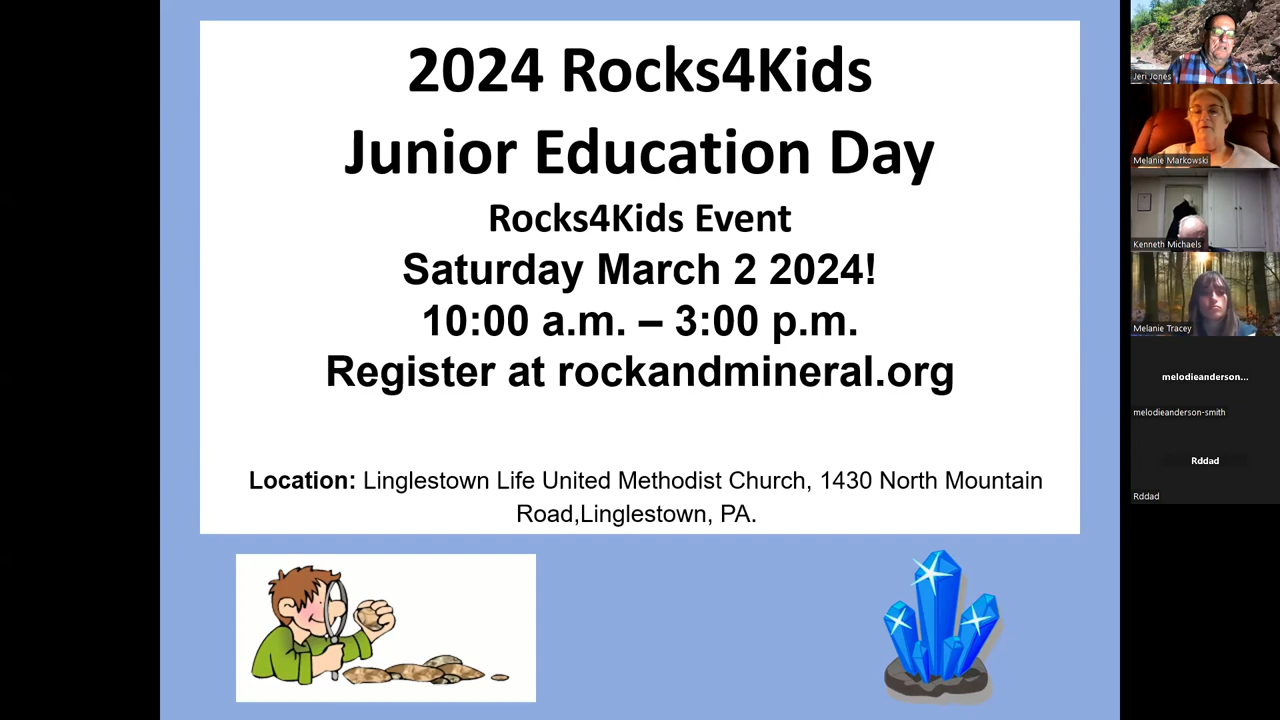 2024 Rocks4Kids
Junior Education Day
Rocks4Kids Event
Saturday March 2 2024!
10:00 a.m. – 3:00 p.m.
Register at rockandmineral.org
Location: Linglestown Life United Methodist Church, 1430 North Mountain
Road,Linglestown, PA.
Jeri Jones
Melanie Markowski
Kenneth Michaels
Melanie Tracey
melodieanderson...
melodieanderson-smith
Rddad
Rddad